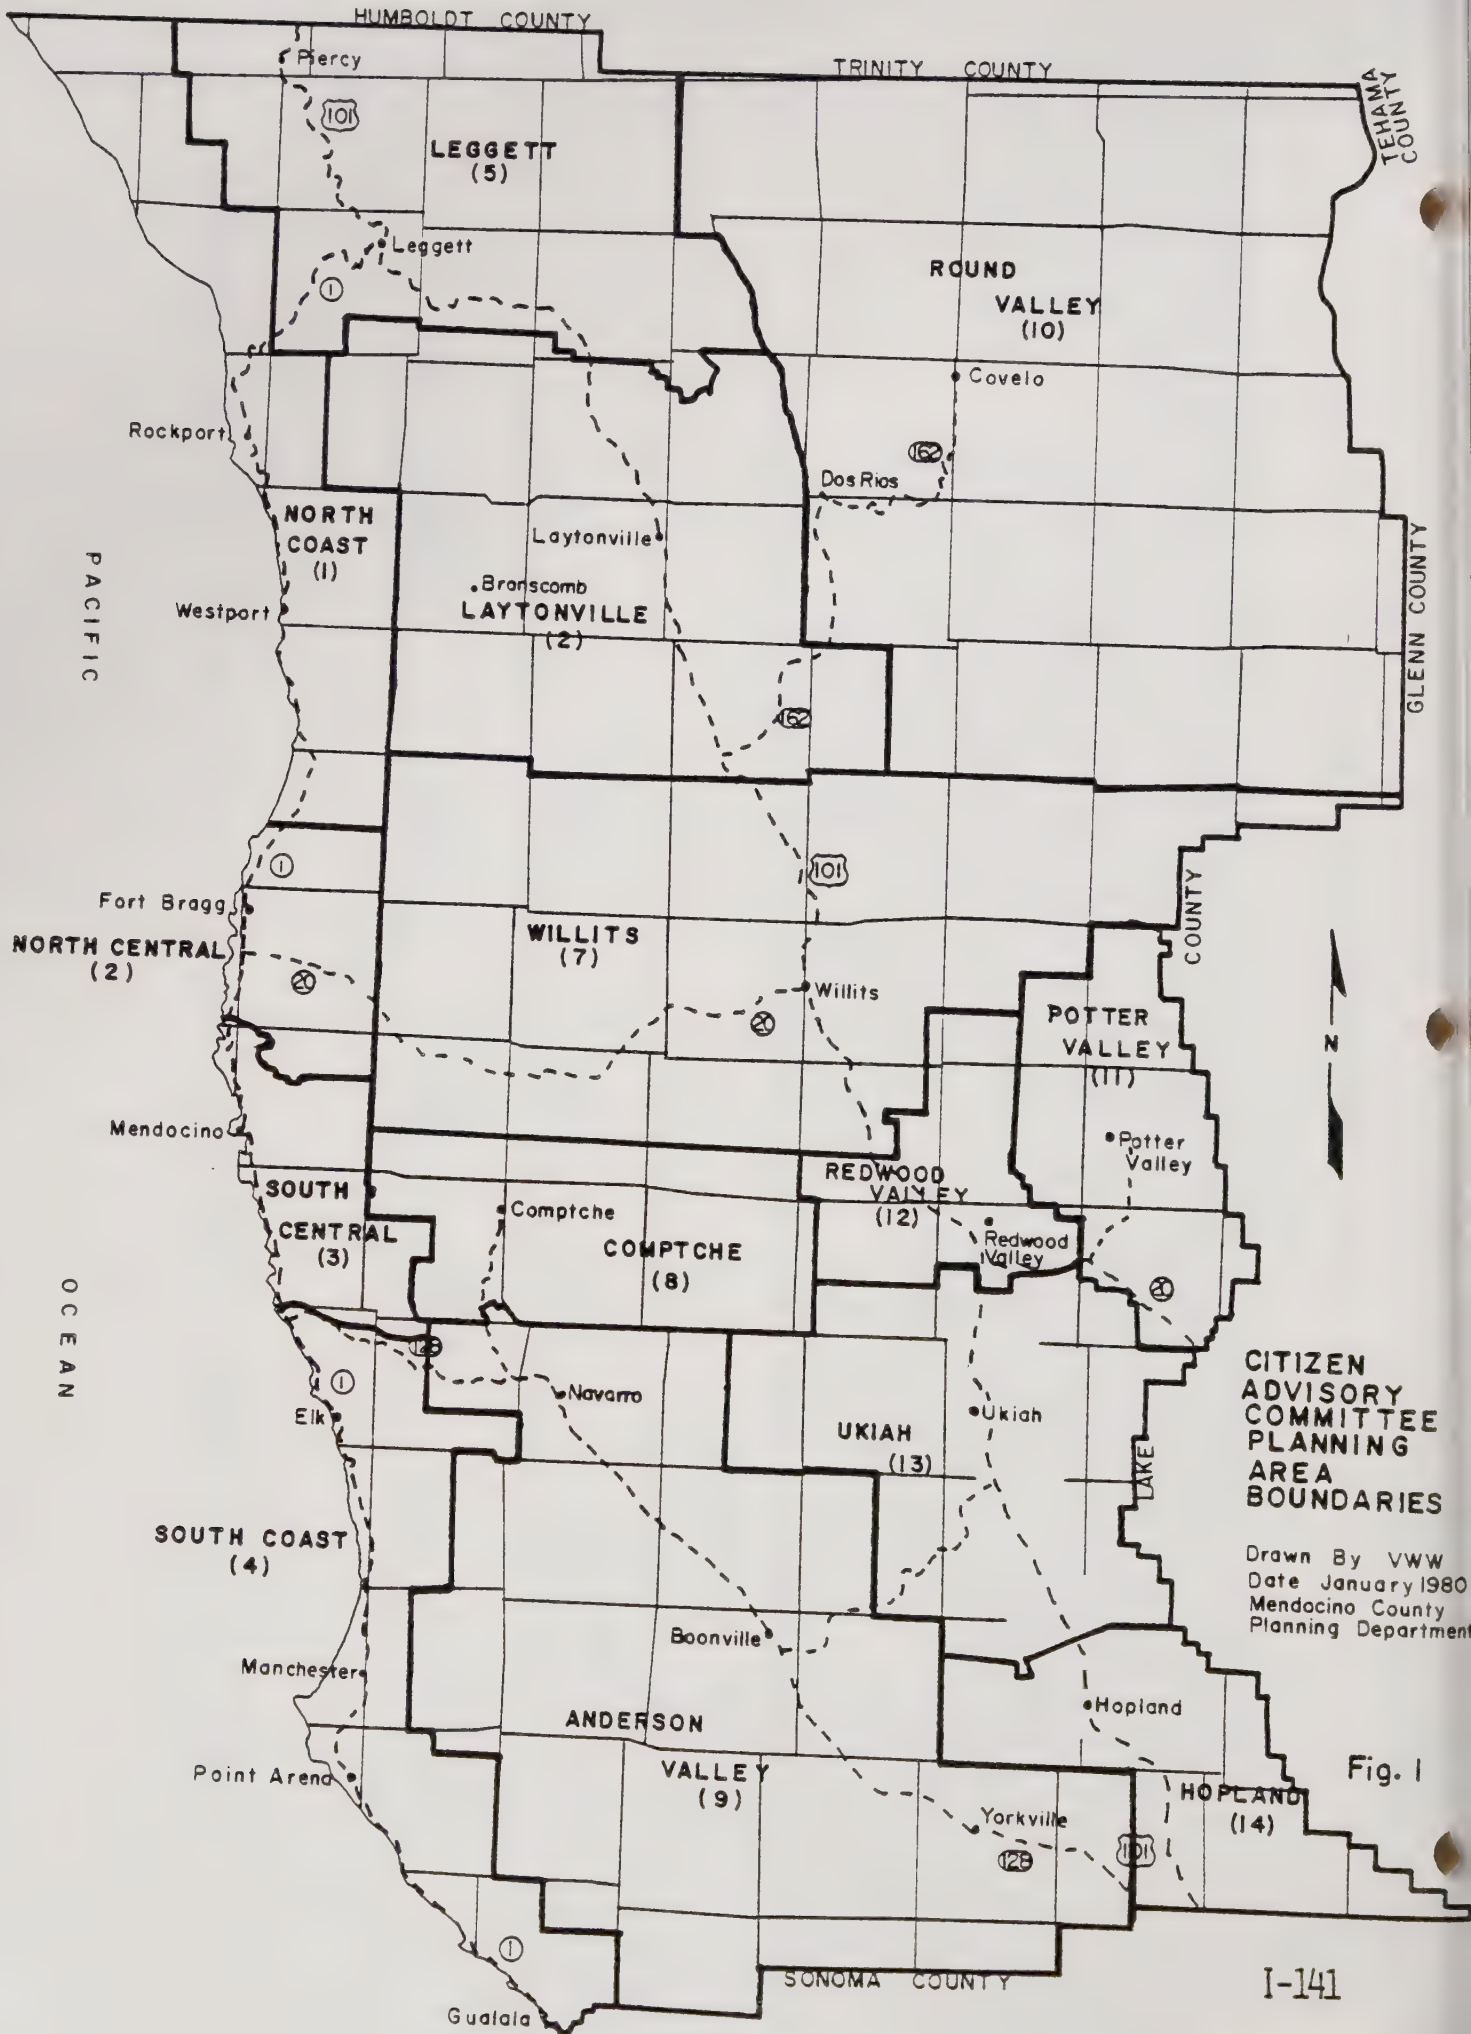 HUMBOLDT COUNTY
TRINITY COUNTY
TEHAMA
COUNTY
Piercy
101
LEGGETT
(5)
Leggett
1
ROUND
VALLEY
(10)
Covelo
Rockport
162
Dos Rios
NORTH
COAST
(1)
Laytonville
Branscomb
LAYTONVILLE
(2)
Westport
PACIFIC
GLENN COUNTY
162
1
101
Fort Bragg
NORTH CENTRAL
(2)
WILLITS
(7)
20
Willits
20
COUNTY
POTTER
VALLEY
(11)
N
Mendocino
Potter
Valley
REDWOOD
VALLEY
(12)
SOUTH
CENTRAL
(3)
Comptche
COMPTCHE
(8)
Redwood
Valley
20
OCEAN
128
1
Navarro
Elk
UKIAH
(13)
Ukiah
LAKE
CITIZEN
ADVISORY
COMMITTEE
PLANNING
AREA
BOUNDARIES
SOUTH COAST
(4)
Drawn By VWW
Date January 1980
Mendocino County
Planning Department
Boonville
Manchester
Hopland
ANDERSON
VALLEY
(9)
Point Arena
Fig. 1
HOPLAND
(14)
Yorkville
128
101
1
SONOMA COUNTY
Gualala
I-141